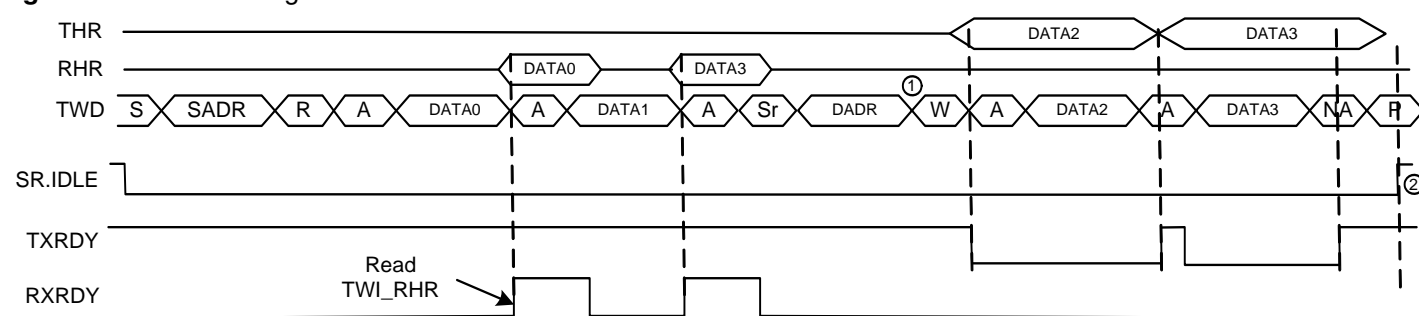 THR DATA2 DATA3
RHR DATA0 DATA3
TWD S SADR R A DATA0 A DATA1 A Sr DADR ① W A DATA2 A DATA3 NA P
SR.IDLE ②
TXRDY
Read
TWI_RHR
RXRDY